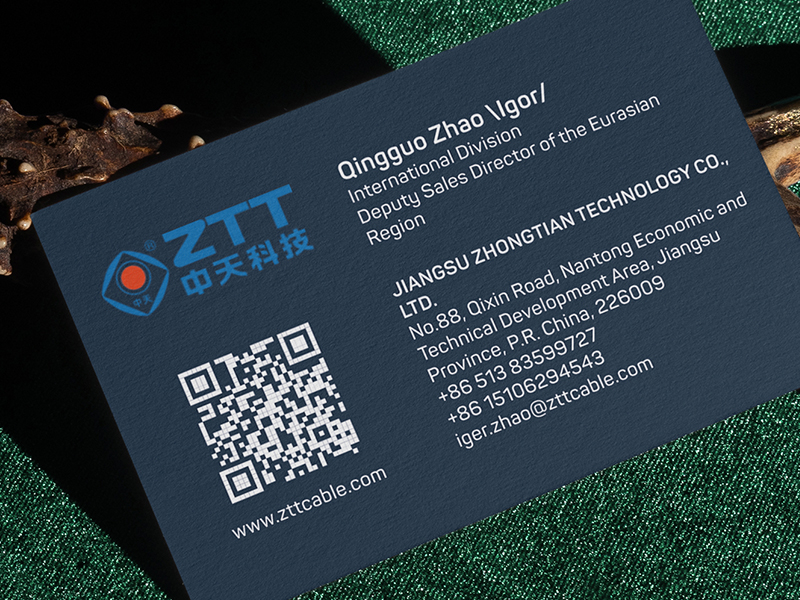 ZTT
®
中天科技
中天
www.zttcable.com
Qingguo Zhao \Igor/
International Division
Deputy Sales Director of the Eurasian
Region
JIANGSU ZHONGTIAN TECHNOLOGY CO.,
LTD.
No.88, Qixin Road, Nantong Economic and
Technical Development Area, Jiangsu
Province, P.R. China, 226009
+86 513 83599727
+86 15106294543
iger.zhao@zttcable.com